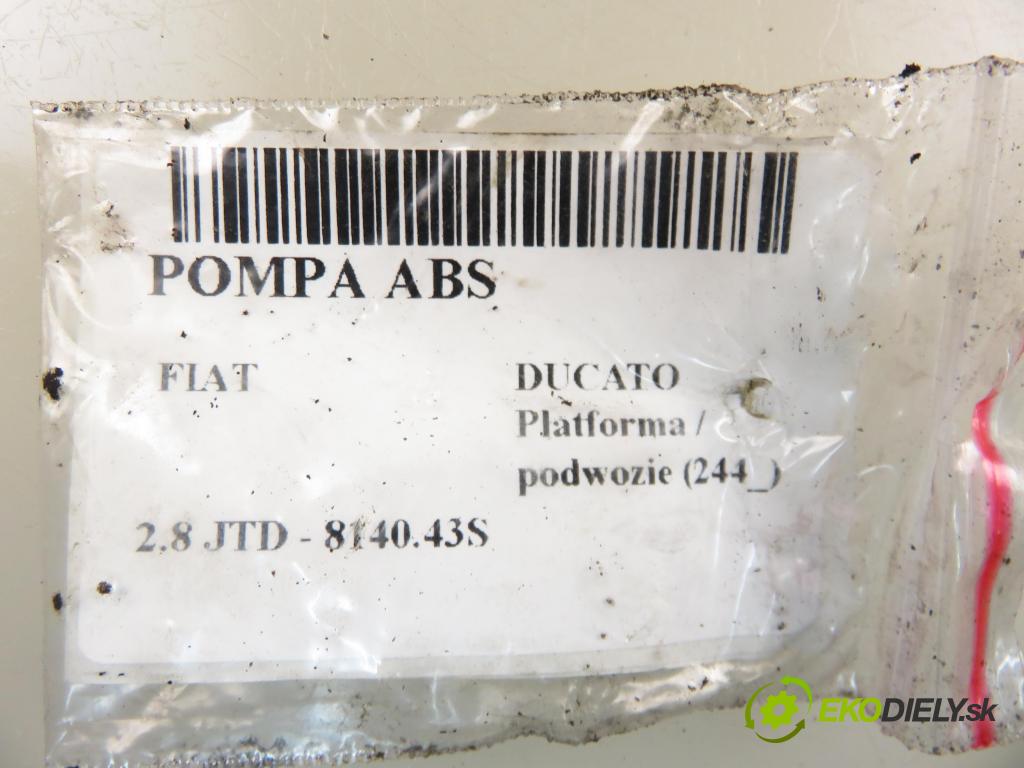 POMPA ABS
FIAT
DUCATO
Platforma /
podwozie (244_)
2.8 JTD - 8140.43S
EKODIELY.sk